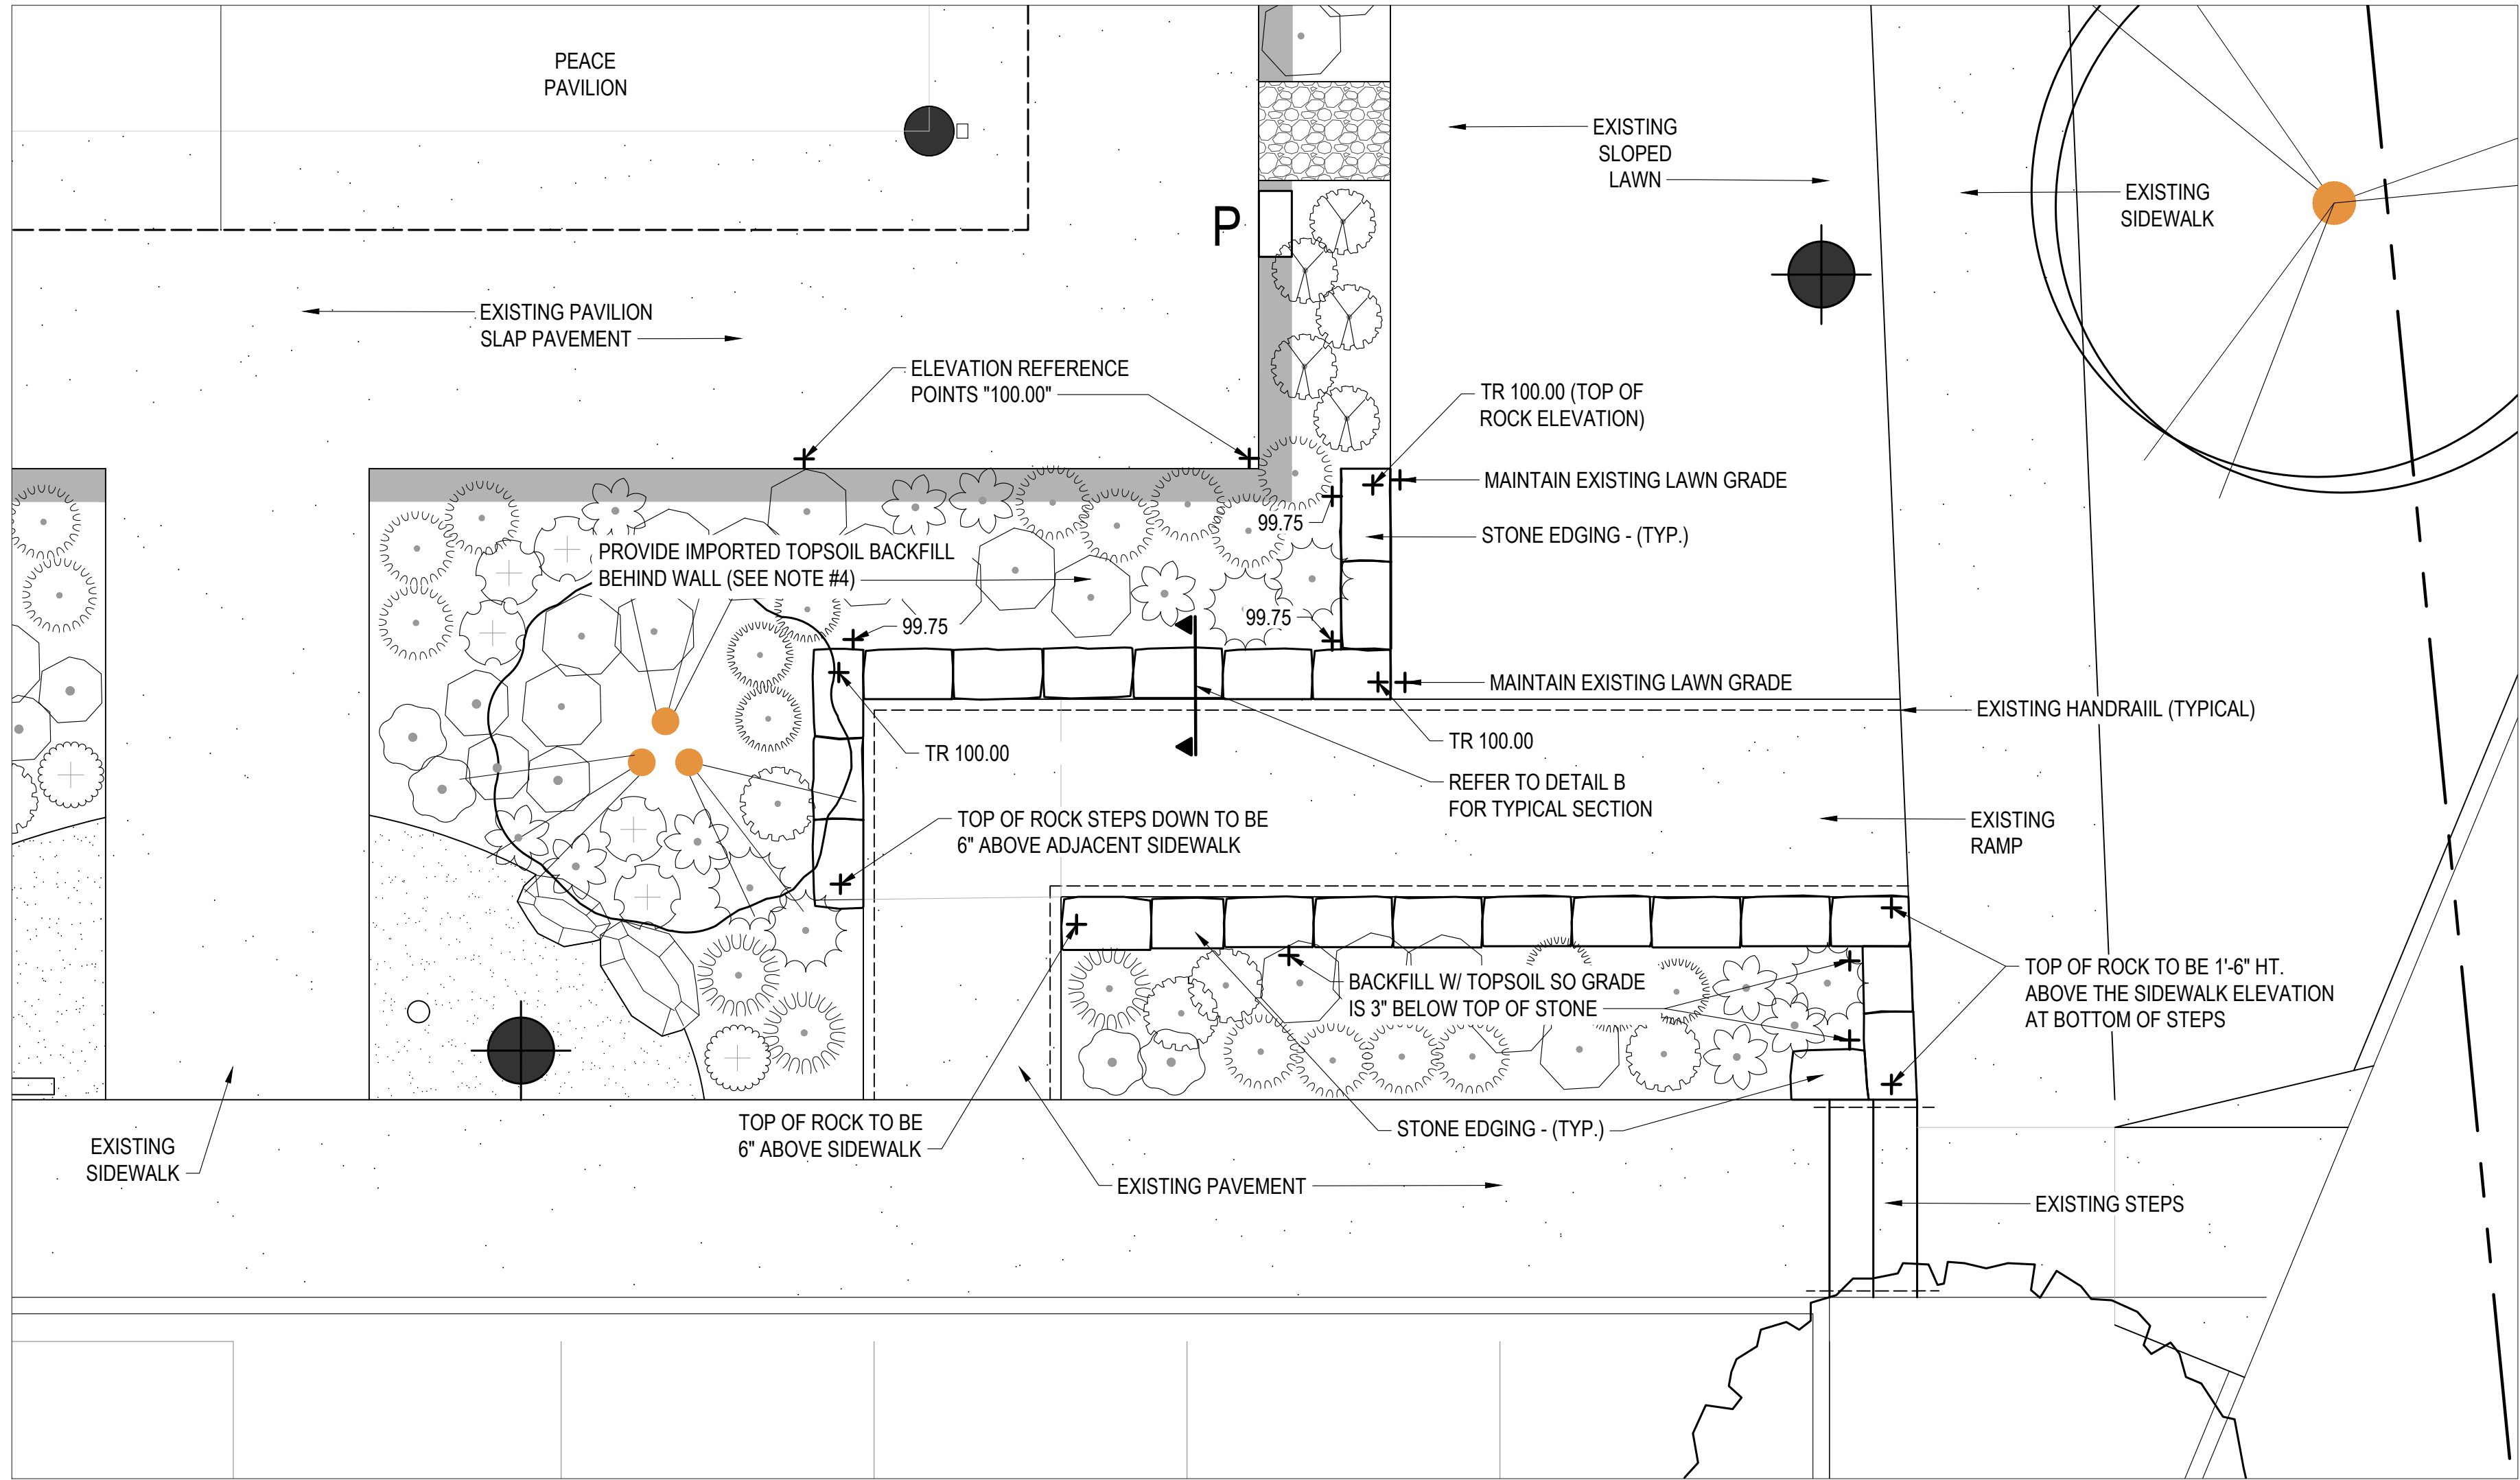 PEACE
PAVILION
EXISTING
SLOPED
LAWN
EXISTING
SIDEWALK
P
EXISTING PAVILION
SLAP PAVEMENT
ELEVATION REFERENCE
POINTS "100.00"
TR 100.00 (TOP OF
ROCK ELEVATION)
MAINTAIN EXISTING LAWN GRADE
99.75
STONE EDGING - (TYP.)
PROVIDE IMPORTED TOPSOIL BACKFILL
BEHIND WALL (SEE NOTE #4)
99.75
99.75
MAINTAIN EXISTING LAWN GRADE
EXISTING HANDRAIIL (TYPICAL)
TR 100.00
TR 100.00
REFER TO DETAIL B
FOR TYPICAL SECTION
TOP OF ROCK STEPS DOWN TO BE
6" ABOVE ADJACENT SIDEWALK
EXISTING
RAMP
BACKFILL W/ TOPSOIL SO GRADE
IS 3" BELOW TOP OF STONE
TOP OF ROCK TO BE 1'-6" HT.
ABOVE THE SIDEWALK ELEVATION
AT BOTTOM OF STEPS
TOP OF ROCK TO BE
6" ABOVE SIDEWALK
STONE EDGING - (TYP.)
EXISTING
SIDEWALK
EXISTING PAVEMENT
EXISTING STEPS